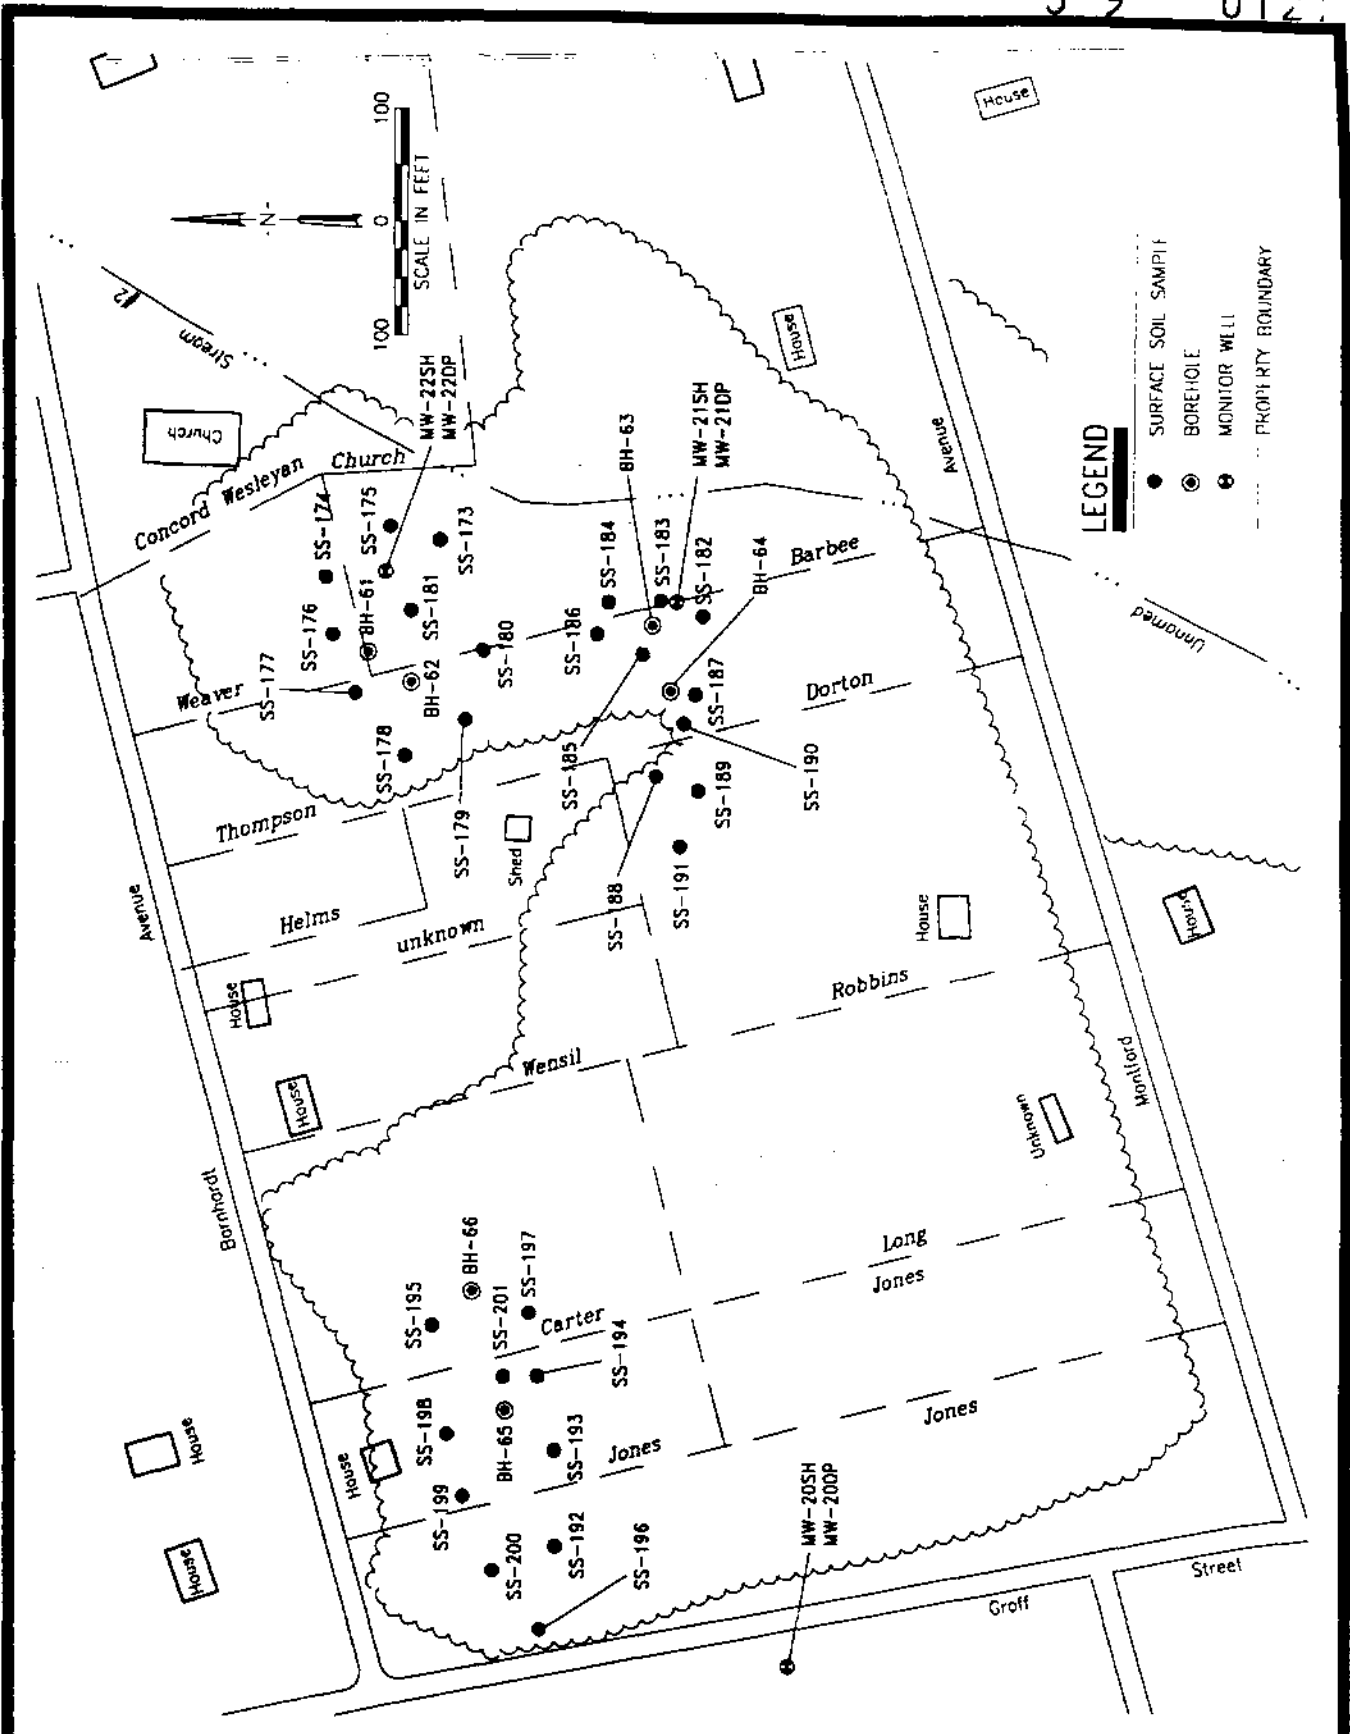 100
0
100
SCALE IN FEET
-N-
#2
Stream
House
Church
House
MW-22SH
MW-22DP
Concord Wesleyan Church
SS-174
SS-175
SS-173
BH-63
MW-21SH
MW-21DP
Avenue
LEGEND
SURFACE SOIL SAMPLE
BOREHOLE
MONITOR WELL
PROPERTY BOUNDARY
SS-176
BH-61
SS-181
SS-184
SS-183
SS-182
BH-64
Barbee
Unnamed
Weaver
SS-177
BH-62
SS-180
SS-186
SS-187
Dorton
SS-178
SS-179
SS-185
SS-189
SS-190
Thompson
Shed
SS-188
SS-191
Avenue
Helms
unknown
House
House
House
Robbins
House
Wensil
Unknown
Montford
Barnhardt
SS-195
BH-66
SS-201
SS-197
Carter
SS-194
Long
Jones
House
House
SS-198
BH-65
SS-193
Jones
Jones
House
SS-199
SS-200
SS-192
SS-196
MW-20SH
MW-20DP
Groff
Street